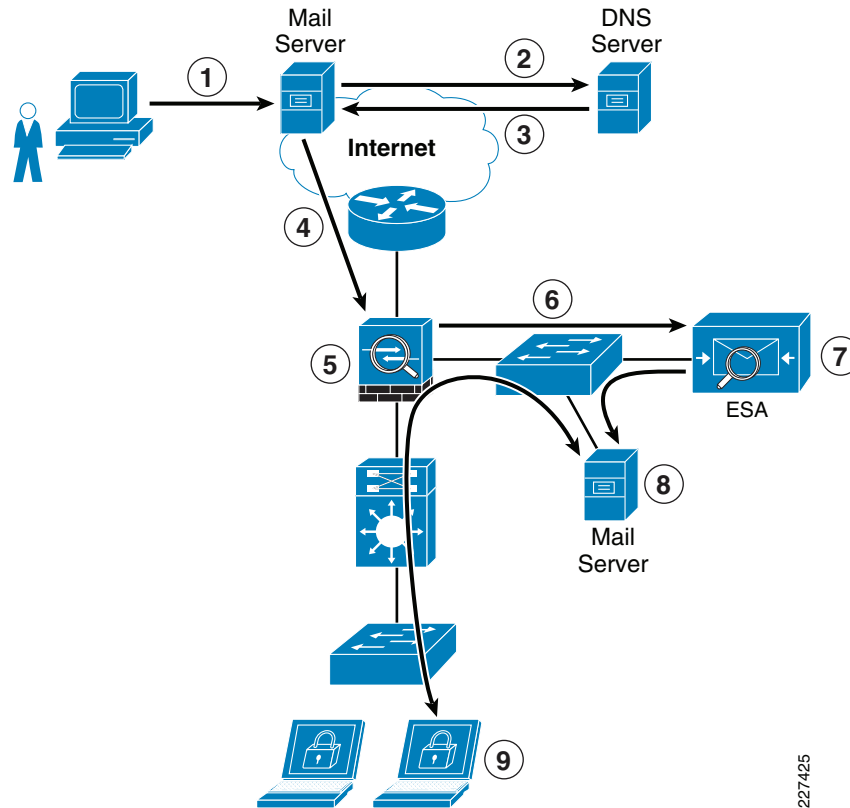 Mail
Server
DNS
Server
1
2
3
Internet
4
5
6
7
ESA
8
Mail
Server
9
227425